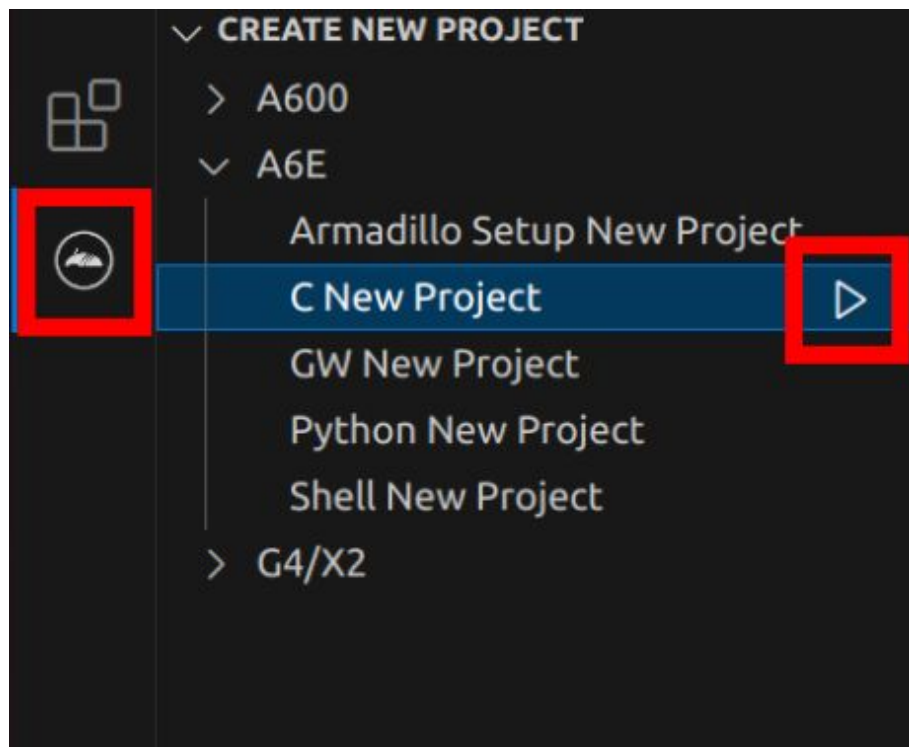 CREATE NEW PROJECT
A600
A6E
Armadillo Setup New Project
C New Project
GW New Project
Python New Project
Shell New Project
G4/X2